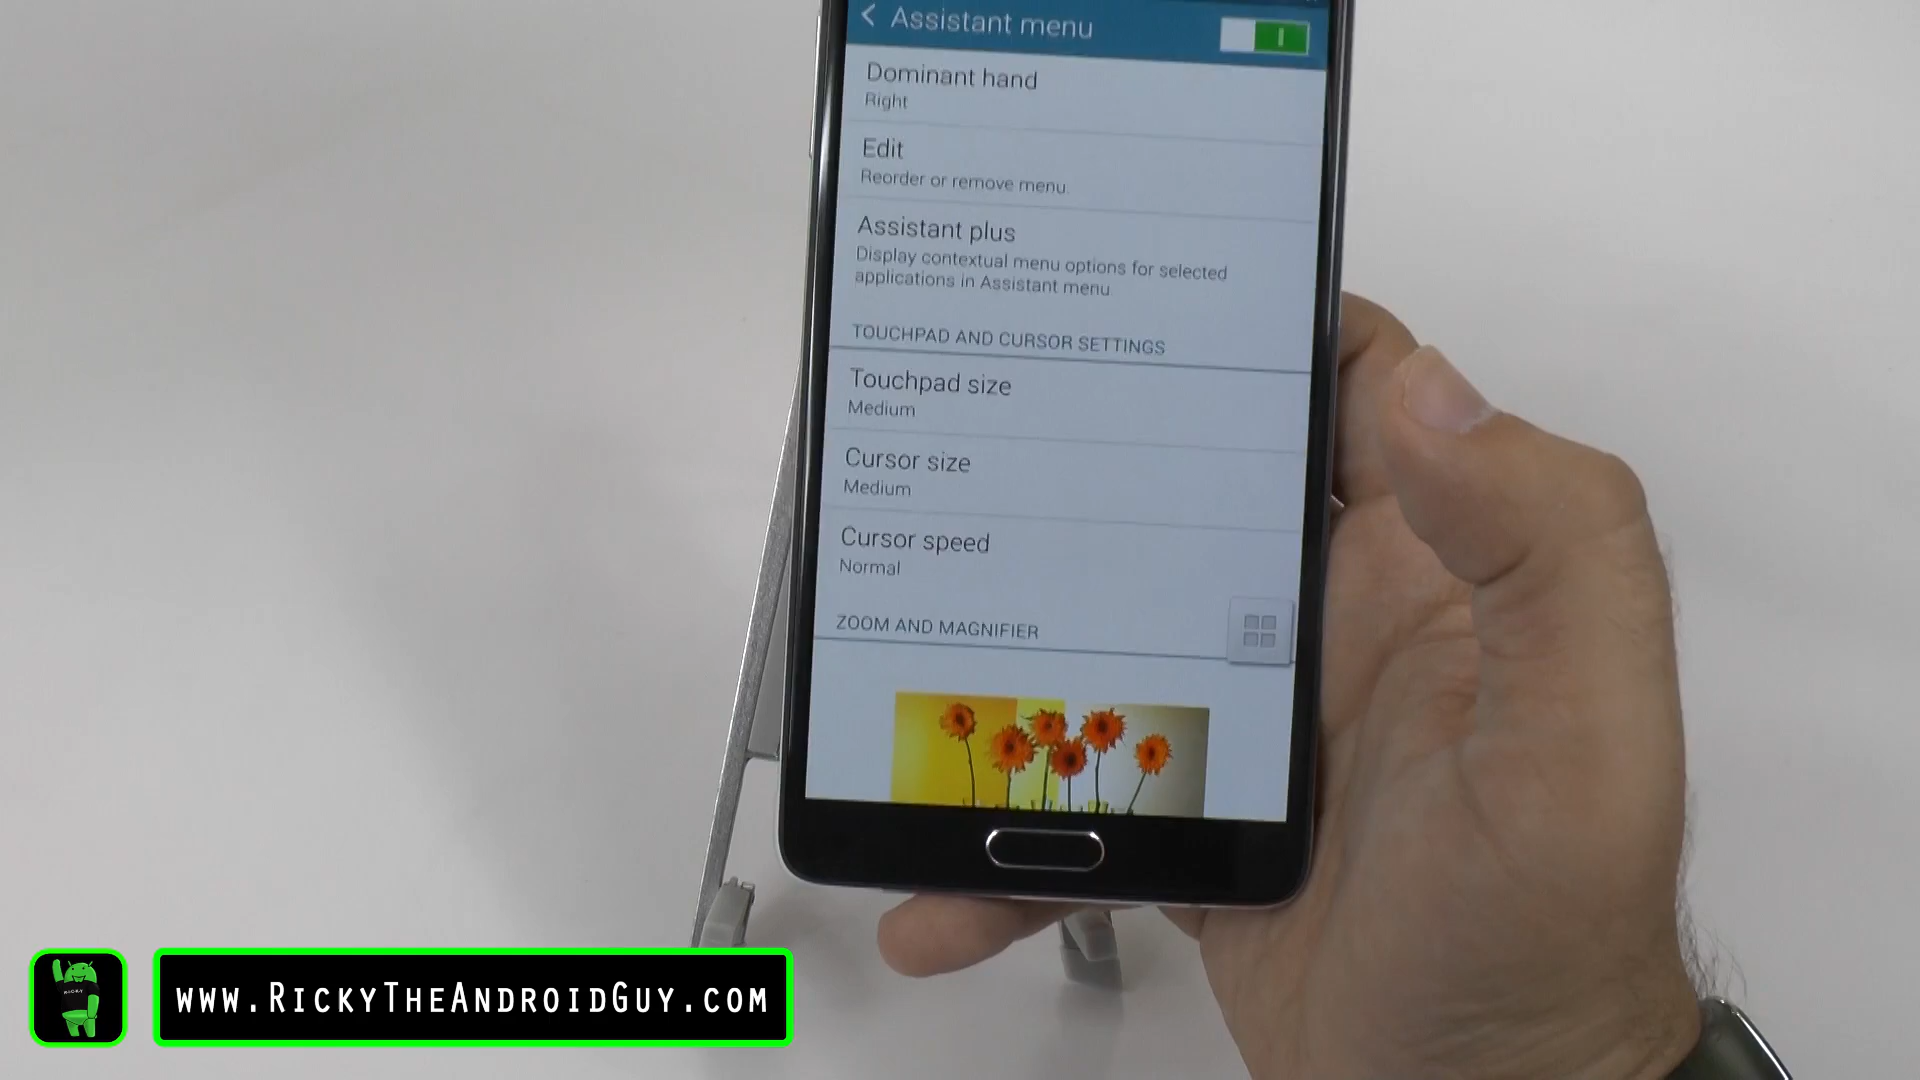 Assistant menu
Dominant hand
Right
Edit
Reorder or remove menu.
Assistant plus
Display contextual menu options for selected
applications in Assistant menu.
TOUCHPAD AND CURSOR SETTINGS
Touchpad size
Medium
Cursor size
Medium
Cursor speed
Normal
ZOOM AND MAGNIFIER
RICKY
www.RickyTheAndroidGuy.com